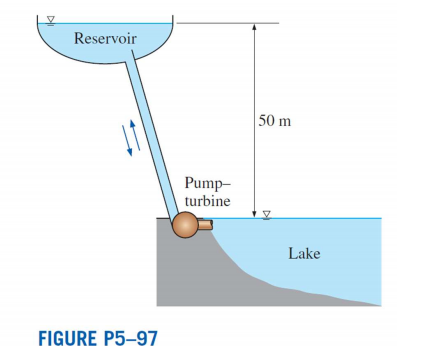 Reservoir
50 m
Pump–
turbine
Lake
FIGURE P5–97